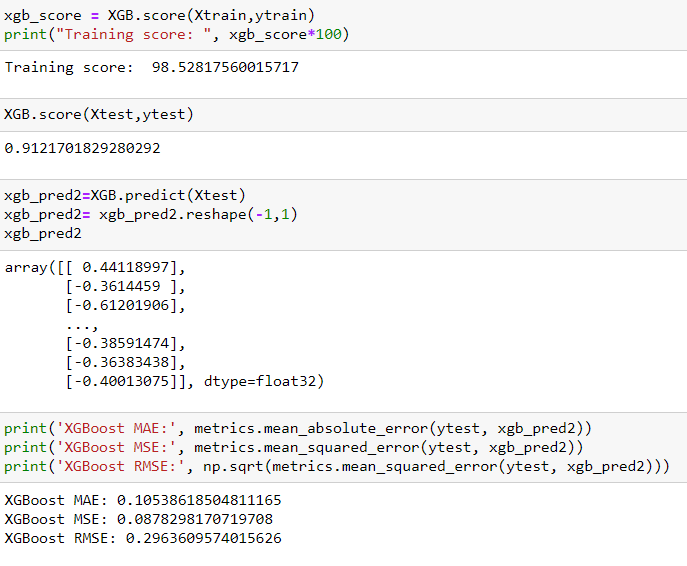 xgb_score = XGB.score(Xtrain,ytrain)
print("Training score: ", xgb_score*100)
Training score:  98.52817560015717
XGB.score(Xtest,ytest)
0.9121701829280292
xgb_pred2=XGB.predict(Xtest)
xgb_pred2= xgb_pred2.reshape(-1,1)
xgb_pred2
array([[ 0.44118997],
       [-0.3614459 ],
       [-0.61201906],
       ...,
       [-0.38591474],
       [-0.36383438],
       [-0.40013075]], dtype=float32)
print('XGBoost MAE:', metrics.mean_absolute_error(ytest, xgb_pred2))
print('XGBoost MSE:', metrics.mean_squared_error(ytest, xgb_pred2))
print('XGBoost RMSE:', np.sqrt(metrics.mean_squared_error(ytest, xgb_pred2)))
XGBoost MAE: 0.10538618504811165
XGBoost MSE: 0.0878298170719708
XGBoost RMSE: 0.2963609574015626